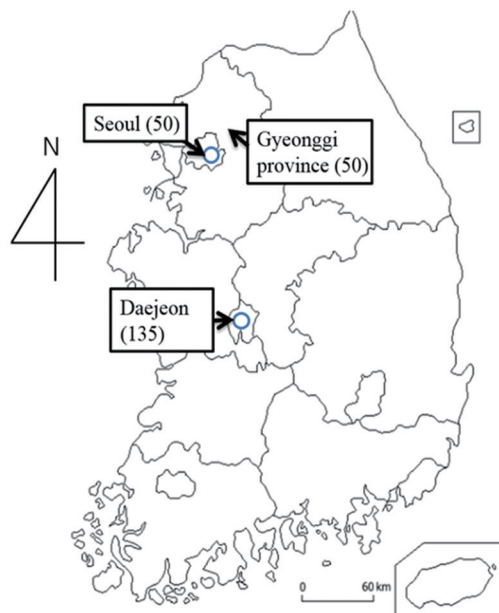 Seoul (50)
Gyeonggi
province (50)
N
Daejeon
(135)
0 60 km